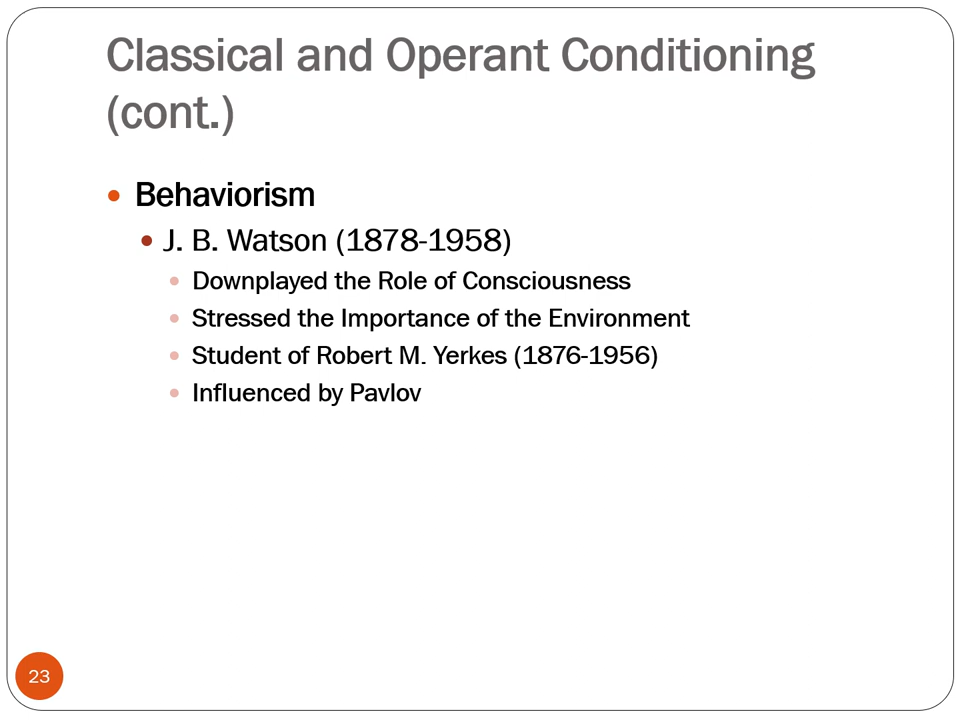 Classical and Operant Conditioning
(cont.)
• Behaviorism
• J. B. Watson (1878-1958)
• Downplayed the Role of Consciousness
• Stressed the Importance of the Environment
• Student of Robert M. Yerkes (1876-1956)
• Influenced by Pavlov
23